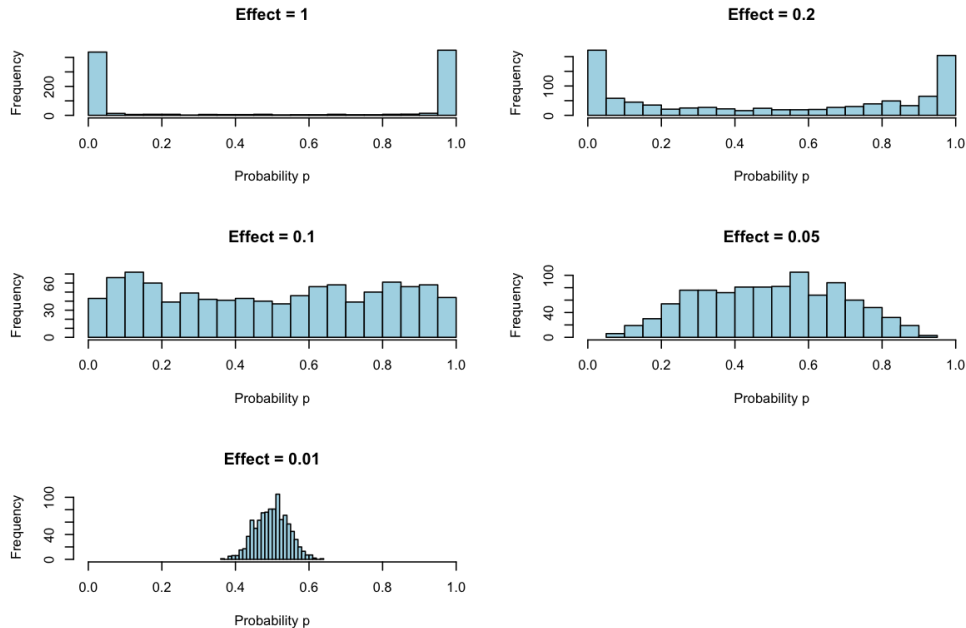 Effect = 1
Frequency
0 200
0.0 0.2 0.4 0.6 0.8 1.0
Probability p
Effect = 0.2
Frequency
0 100
0.0 0.2 0.4 0.6 0.8 1.0
Probability p
Effect = 0.1
Frequency
0 30 60
0.0 0.2 0.4 0.6 0.8 1.0
Probability p
Effect = 0.05
Frequency
0 40 100
0.0 0.2 0.4 0.6 0.8 1.0
Probability p
Effect = 0.01
Frequency
0 40 100
0.0 0.2 0.4 0.6 0.8 1.0
Probability p